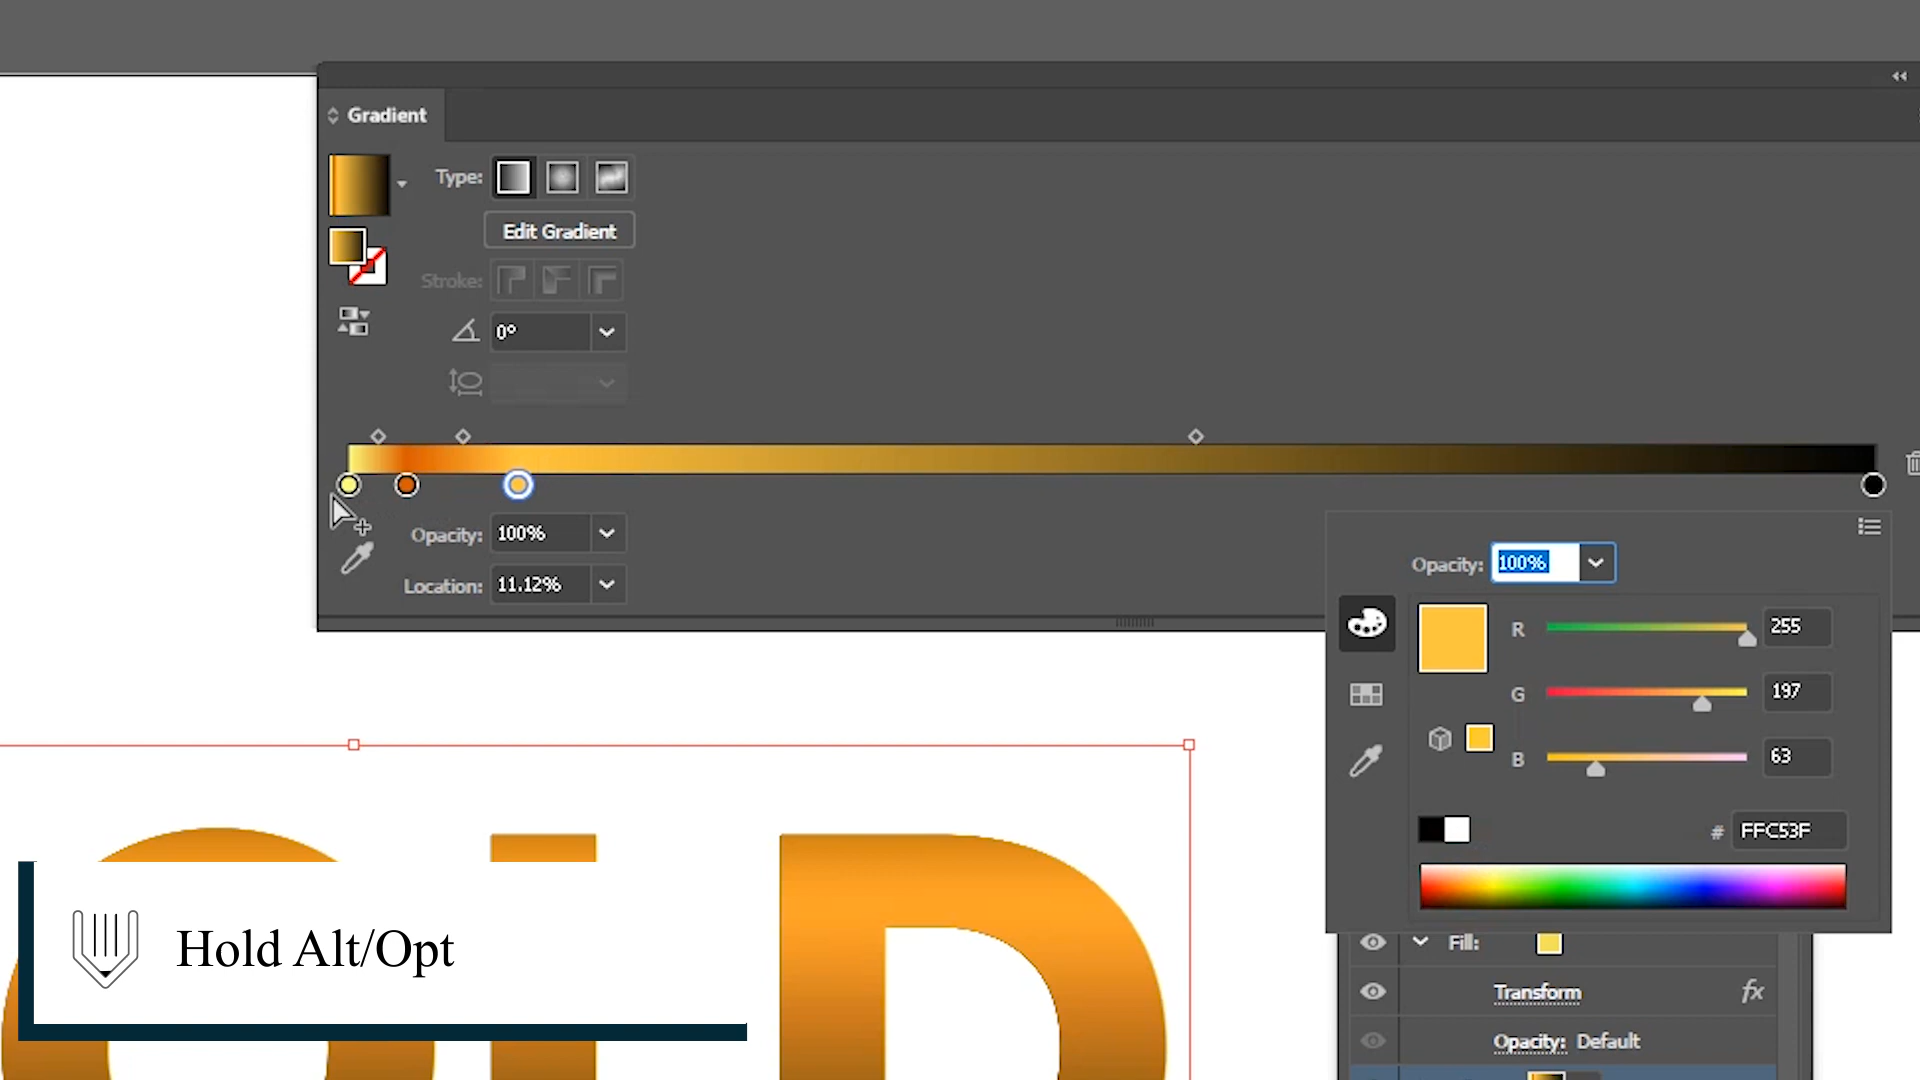 Gradient
Type:
Edit Gradient
Stroke:
0°
Opacity: 100%
Location: 11.12%
Opacity: 100%
R 255
G 197
B 63
# FFC53F
Fill:
Transform fx
Opacity: Default
OLD
Hold Alt/Opt